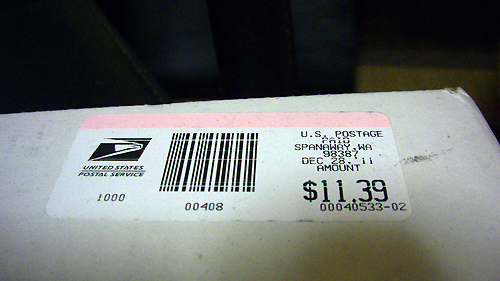 UNITED STATES
POSTAL SERVICE
1000
00408
U.S. POSTAGE
PAID
SPANAWAY,WA
98387
DEC 28, 11
AMOUNT
$11.39
00040533-02